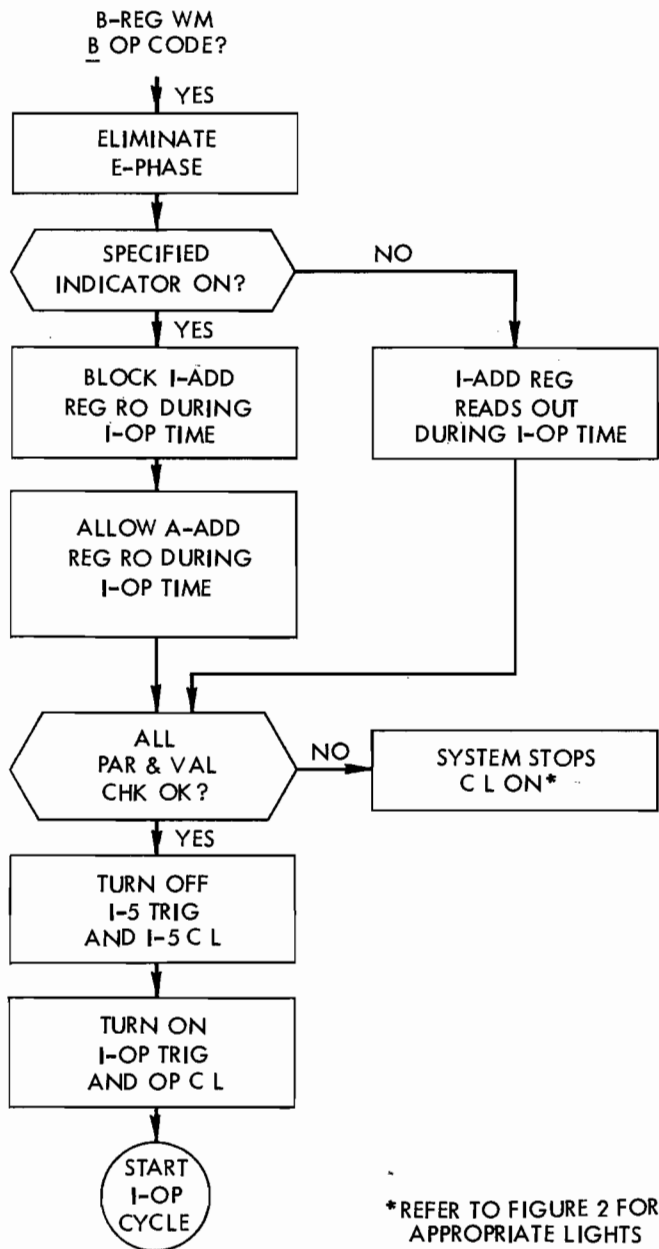 B-REG WM
B OP CODE?
YES
ELIMINATE
E-PHASE
SPECIFIED
INDICATOR ON?
NO
YES
BLOCK I-ADD
REG RO DURING
I-OP TIME
I-ADD REG
READS OUT
DURING I-OP TIME
ALLOW A-ADD
REG RO DURING
I-OP TIME
ALL
PAR & VAL
CHK OK?
NO
SYSTEM STOPS
C L ON*
YES
TURN OFF
I-5 TRIG
AND I-5 C L
TURN ON
I-OP TRIG
AND OP C L
START
I-OP
CYCLE
*REFER TO FIGURE 2 FOR
APPROPRIATE LIGHTS